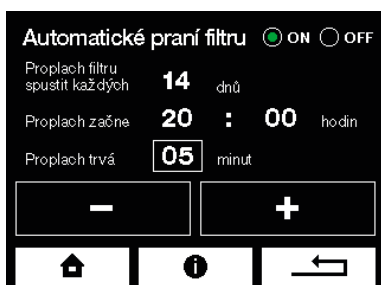 Automatické praní filtru ON OFF
Proplach filtru
spustit každých 14 dnů
Proplach začne 20 : 00 hodin
Proplach trvá 05 minut
− +